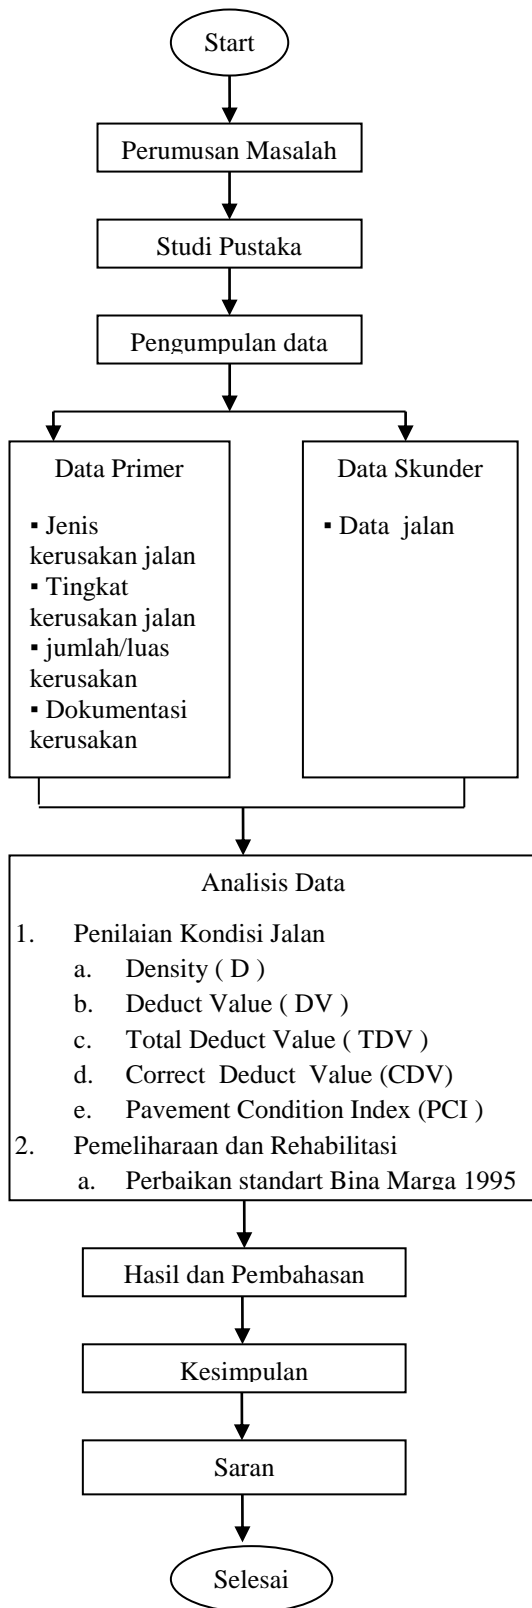 Start
Perumusan Masalah
Studi Pustaka
Pengumpulan data
Data Primer
▪ Jenis
kerusakan jalan
▪ Tingkat
kerusakan jalan
▪ jumlah/luas
kerusakan
▪ Dokumentasi
kerusakan
Data Skunder
▪ Data jalan
Analisis Data
1. Penilaian Kondisi Jalan
a. Density ( D )
b. Deduct Value ( DV )
c. Total Deduct Value ( TDV )
d. Correct Deduct Value (CDV)
e. Pavement Condition Index (PCI )
2. Pemeliharaan dan Rehabilitasi
a. Perbaikan standart Bina Marga 1995
Hasil dan Pembahasan
Kesimpulan
Saran
Selesai